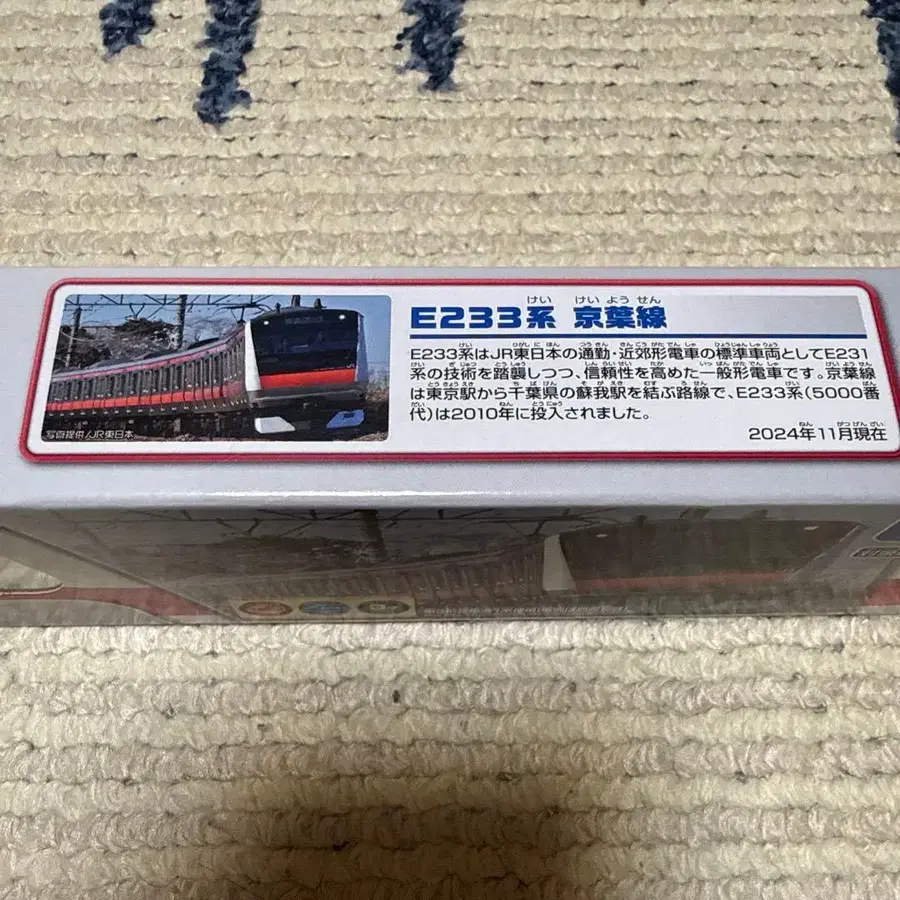 E233系 京葉線
E233系はJR東日本の通勤・近郊形電車の標準車両としてE231
系の技術を踏襲しつつ、信頼性を高めた一般形電車です。京葉線
は東京駅から千葉県の蘇我駅を結ぶ路線で、E233系(5000番
代)は2010年に投入されました。
2024年11月現在
写真提供/JR東日本